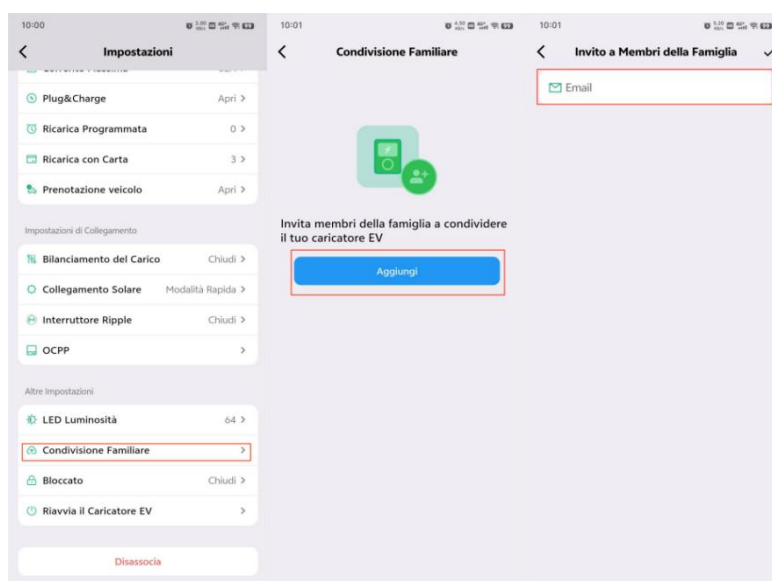 10:00
Impostazioni
Plug&Charge Apri >
Ricarica Programmata 0 >
Ricarica con Carta 3 >
Prenotazione veicolo Apri >
Impostazioni di Collegamento
Bilanciamento del Carico Chiudi >
Collegamento Solare Modalità Rapida >
Interruttore Ripple Chiudi >
OCPP >
Altre Impostazioni
LED Luminosità 64 >
Condivisione Familiare >
Bloccato Chiudi >
Riavvia il Caricatore EV >
Disassocia
10:01
Condivisione Familiare
Invita membri della famiglia a condividere
il tuo caricatore EV
Aggiungi
10:01
Invito a Membri della Famiglia
Email